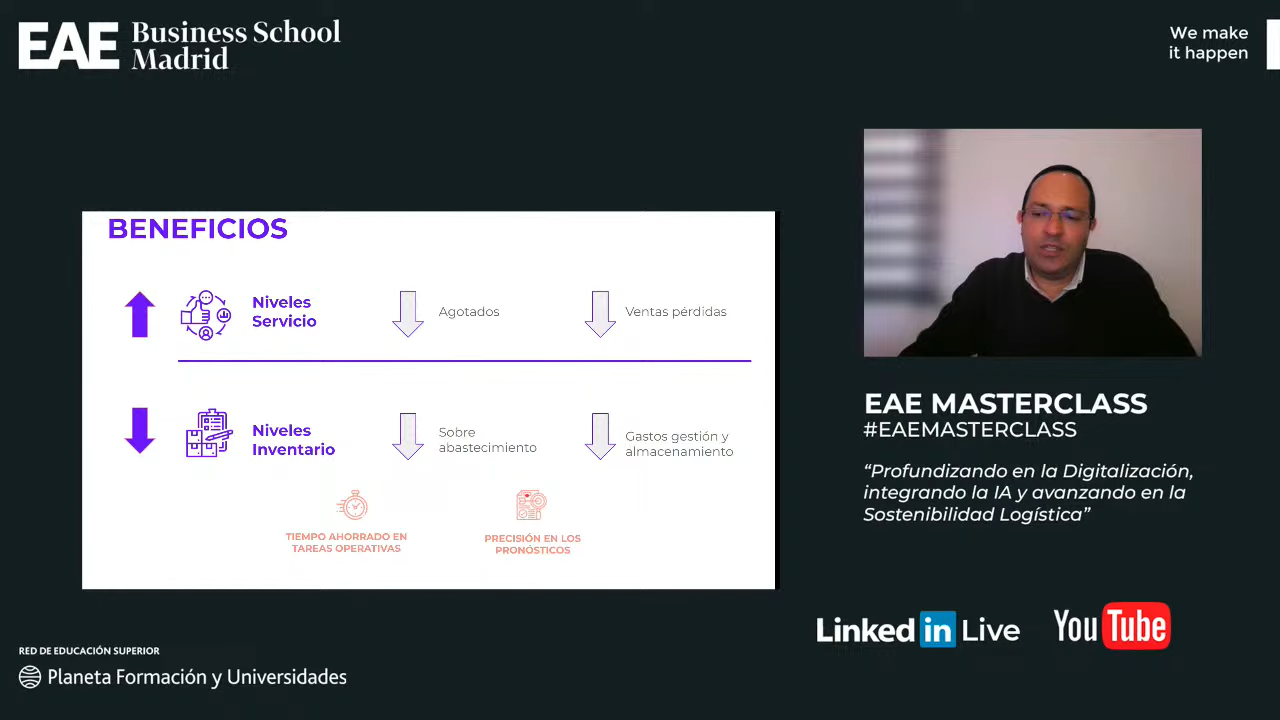 EAE Business School
Madrid
We make
it happen
BENEFICIOS
Niveles
Servicio
Agotados
Ventas pérdidas
Niveles
Inventario
Sobre
abastecimiento
Gastos gestión y
almacenamiento
TIEMPO AHORRADO EN
TAREAS OPERATIVAS
PRECISIÓN EN LOS
PRONÓSTICOS
EAE MASTERCLASS
#EAEMASTERCLASS
“Profundizando en la Digitalización,
integrando la IA y avanzando en la
Sostenibilidad Logística”
Linked in Live
YouTube
RED DE EDUCACIÓN SUPERIOR
Planeta Formación y Universidades